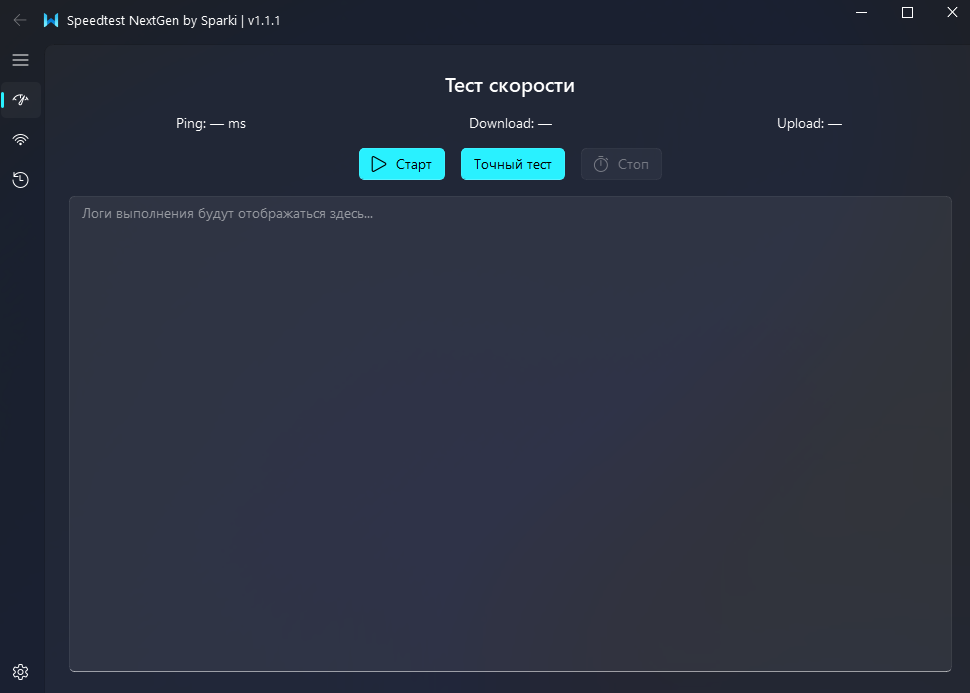 Speedtest NextGen by Sparki | v1.1.1
Тест скорости
Ping: — ms
Download: —
Upload: —
Старт
Точный тест
Стоп
Логи выполнения будут отображаться здесь...